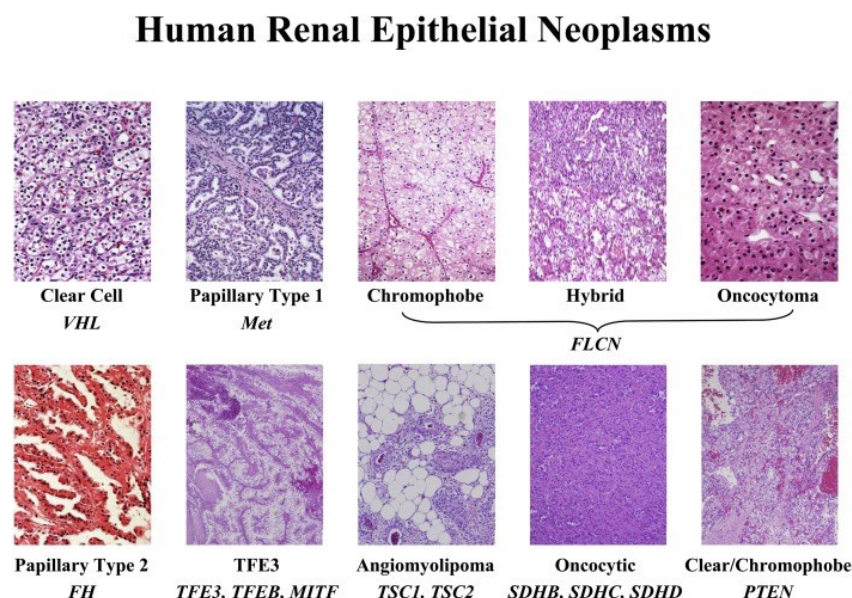 Human Renal Epithelial Neoplasms
Clear Cell
VHL
Papillary Type 1
Met
Chromophobe
Hybrid
Oncocytoma
FLCN
Papillary Type 2
FH
TFE3
TFE3, TFEB, MITF
Angiomyolipoma
TSC1, TSC2
Oncocytic
SDHB, SDHC, SDHD
Clear/Chromophobe
PTEN